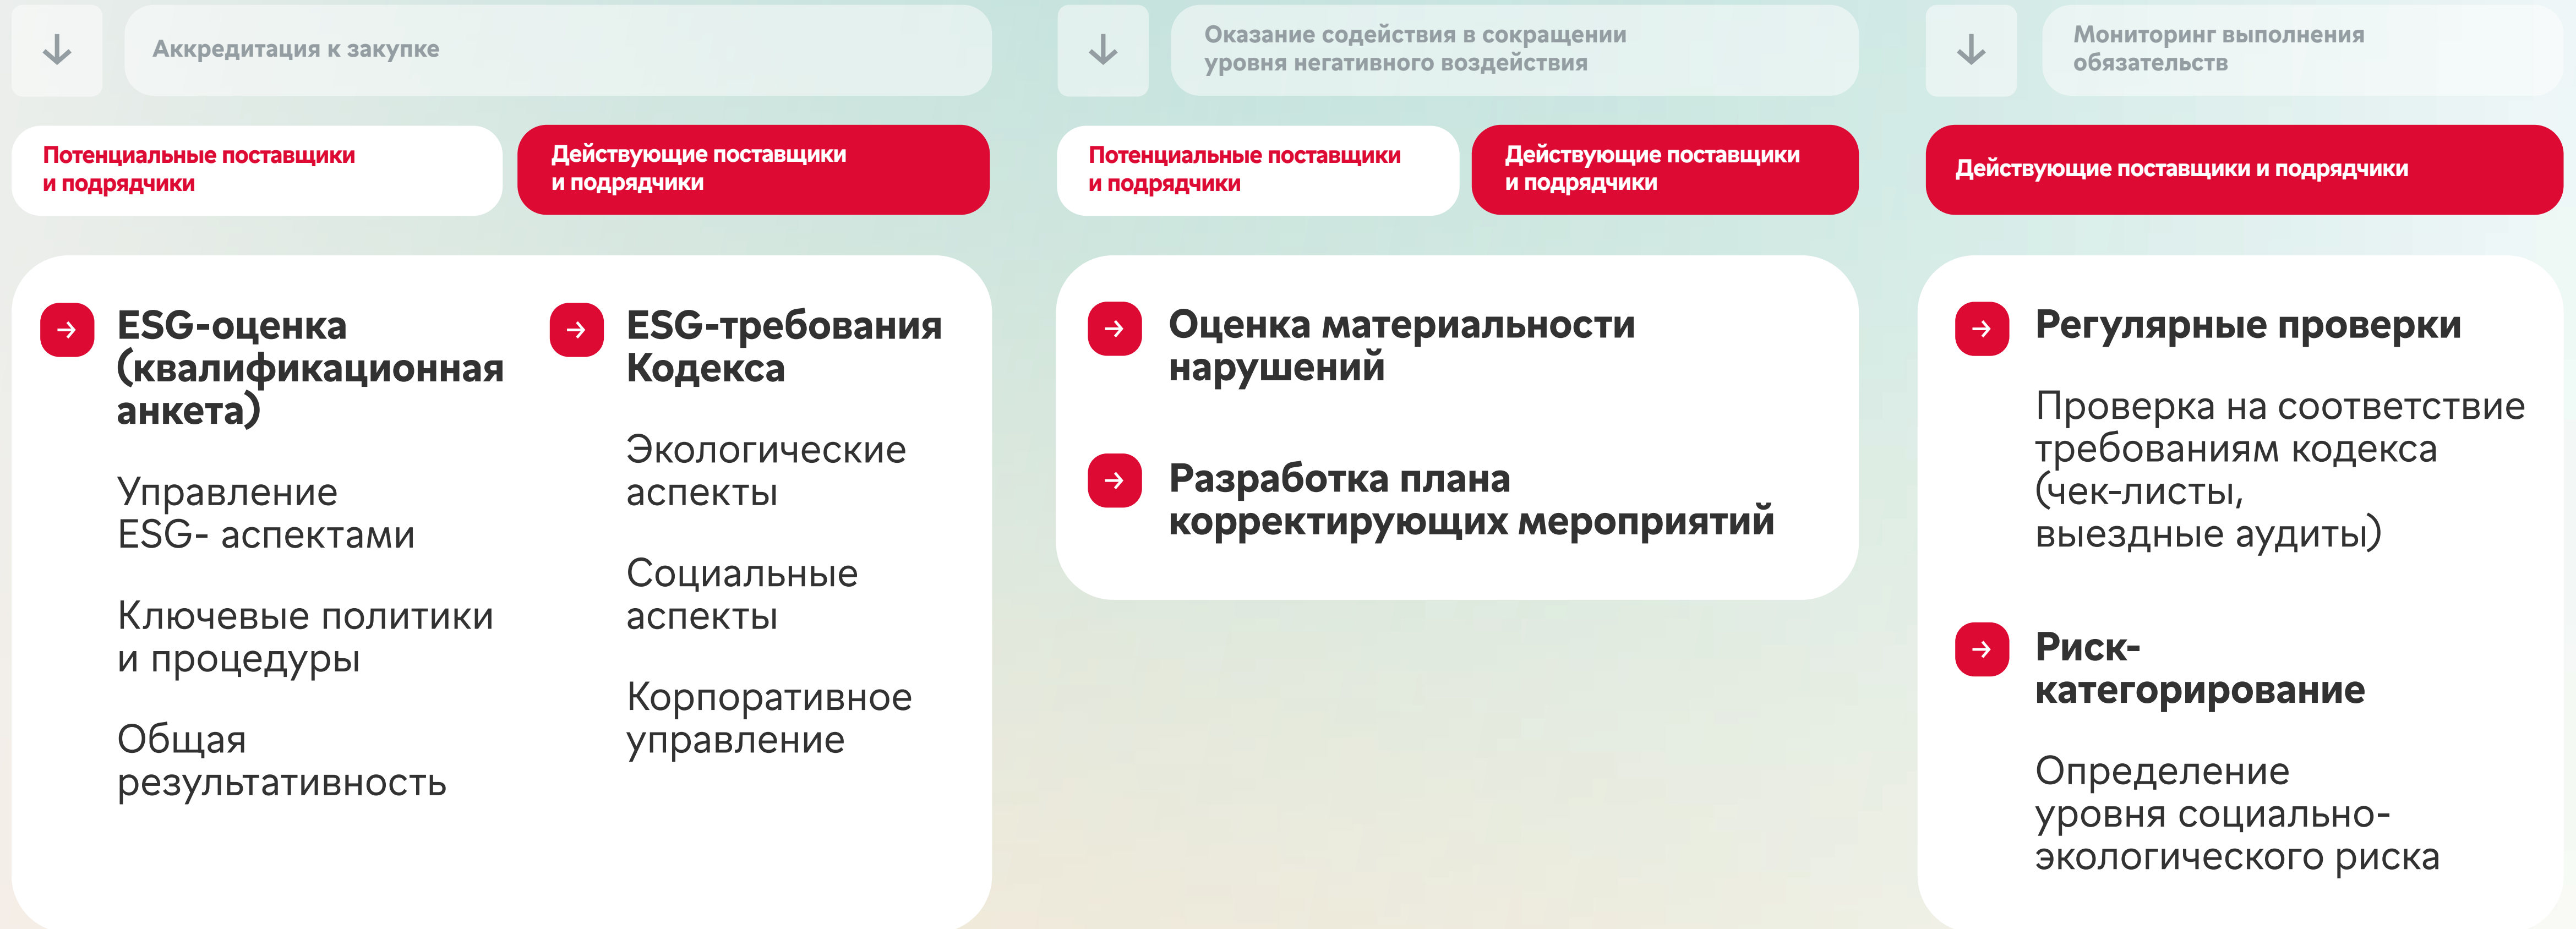 Аккредитация к закупке
Потенциальные поставщики
и подрядчики
Действующие поставщики
и подрядчики
ESG-оценка
(квалификационная
анкета)
Управление
ESG- аспектами
Ключевые политики
и процедуры
Общая
результативность
ESG-требования
Кодекса
Экологические
аспекты
Социальные
аспекты
Корпоративное
управление
Оказание содействия в сокращении
уровня негативного воздействия
Потенциальные поставщики
и подрядчики
Действующие поставщики
и подрядчики
Оценка материальности
нарушений
Разработка плана
корректирующих мероприятий
Мониторинг выполнения
обязательств
Действующие поставщики и подрядчики
Регулярные проверки
Проверка на соответствие
требованиям кодекса
(чек-листы,
выездные аудиты)
Риск-
категорирование
Определение
уровня социально-
экологического риска